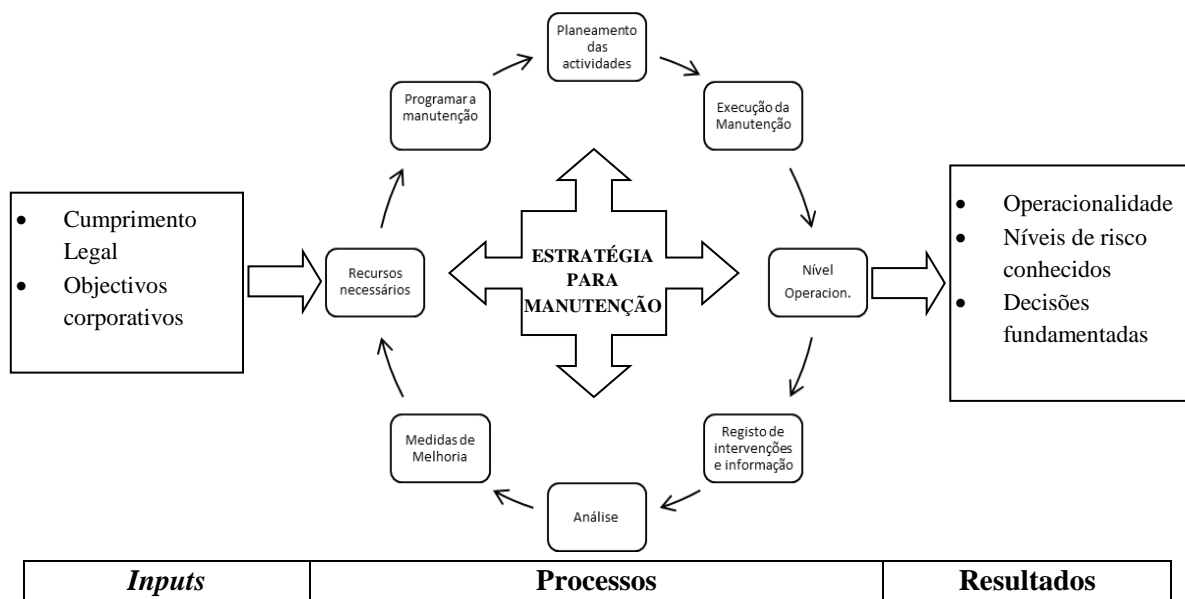 Planeamento
das
actividades
Programar a
manutenção
Execução da
Manutenção
• Cumprimento
Legal
• Objectivos
corporativos
Recursos
necessários
ESTRATÉGIA
PARA
MANUTENÇÃO
Nível
Operacion.
• Operacionalidade
• Níveis de risco
conhecidos
• Decisões
fundamentadas
Medidas de
Melhoria
Registo de
intervenções
e informação
Análise
Inputs
Processos
Resultados